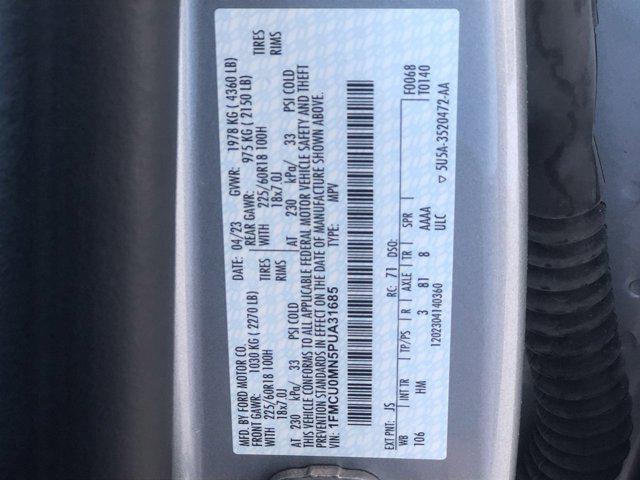 MFD. BY FORD MOTOR CO.
DATE: 04/23 GVWR: 1978 KG ( 4360 LB)
FRONT GAWR: 1030 KG ( 2270 LB) REAR GAWR: 975 KG ( 2150 LB)
WITH 225/60R18 100H TIRES WITH 225/60R18 100H TIRES
18x7.0J RIMS 18x7.0J RIMS
AT 230 kPa/ 33 PSI COLD AT 230 kPa/ 33 PSI COLD
THIS VEHICLE CONFORMS TO ALL APPLICABLE FEDERAL MOTOR VEHICLE SAFETY AND THEFT
PREVENTION STANDARDS IN EFFECT ON THE DATE OF MANUFACTURE SHOWN ABOVE.
VIN: 1FMCU0MN5PUA31685 TYPE: MPV
F0068
T0140
EXT PNT: JS RC: 71 DSO:
WB INT TR TP/PS R AXLE TR SPR
106 HM 3 81 8 AAAA
ULC
1202304140360
▽ 5U5A-3520472-AA